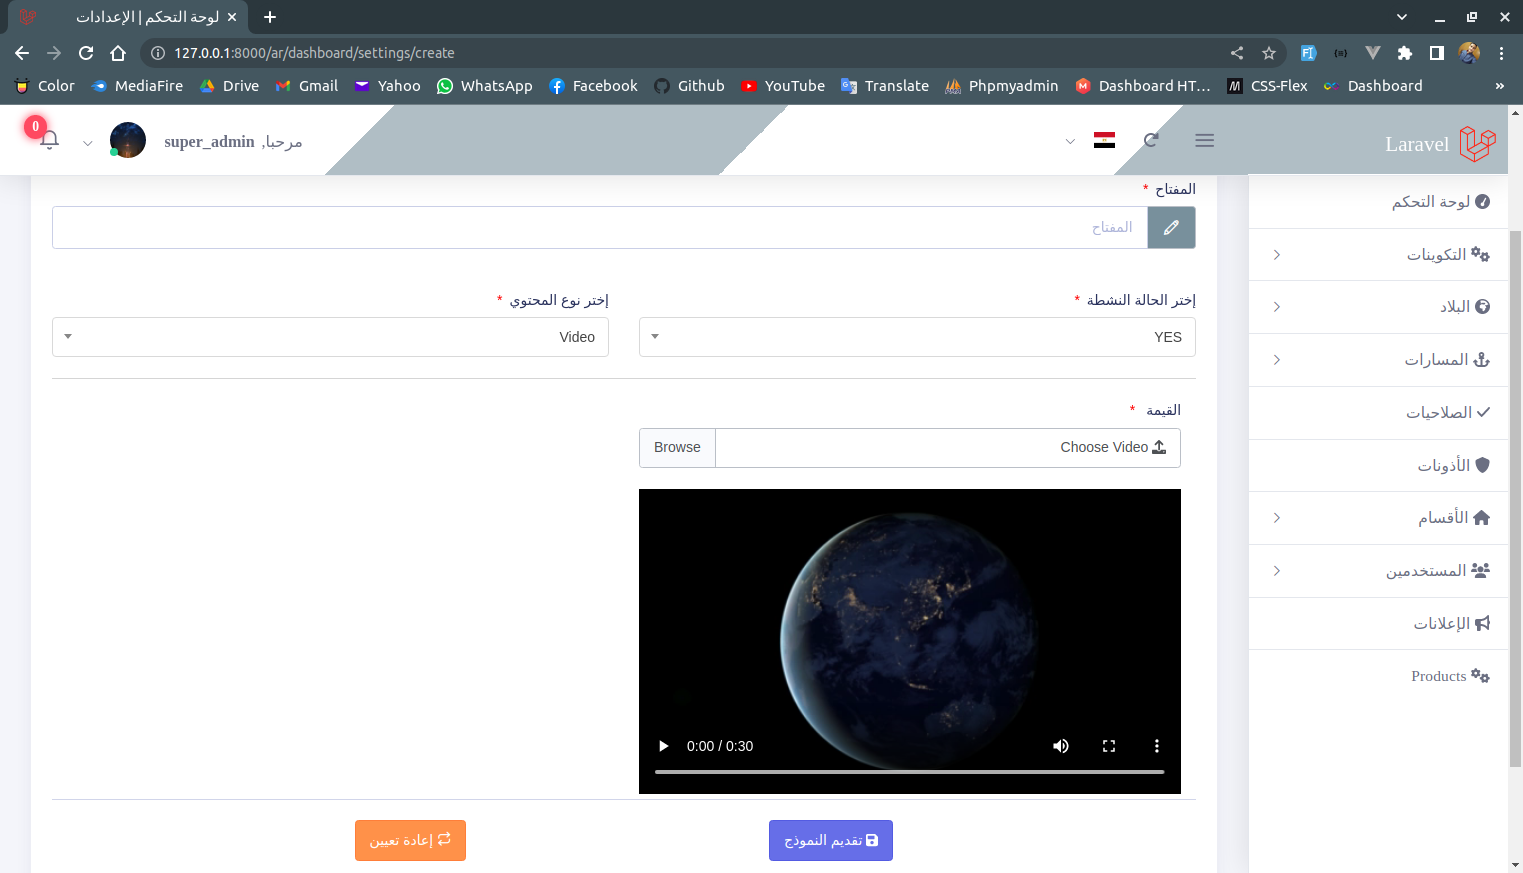 لوحة التحكم | الإعدادات
127.0.0.1:8000/ar/dashboard/settings/create
Color MediaFire Drive Gmail Yahoo WhatsApp Facebook Github YouTube Translate Phpmyadmin Dashboard HT... CSS-Flex Dashboard »
Laravel
مرحبا, super_admin
0
لوحة التحكم
التكوينات
البلاد
المسارات
الصلاحيات
الأذونات
الأقسام
المستخدمين
الإعلانات
Products
المفتاح *
المفتاح
إختر الحالة النشطة *
YES
إختر نوع المحتوي *
Video
القيمة *
Choose Video
Browse
0:00 / 0:30
تقديم النموذج
إعادة تعيين